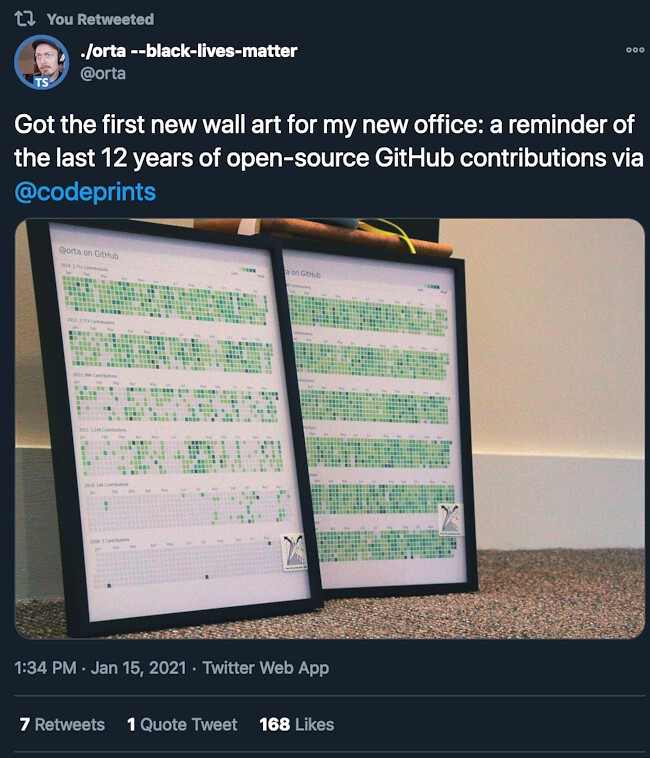 You Retweeted
./orta --black-lives-matter
@orta
Got the first new wall art for my new office: a reminder of
the last 12 years of open-source GitHub contributions via
@codeprints
@orta on GitHub
on GitHub
1:34 PM · Jan 15, 2021 · Twitter Web App
7 Retweets 1 Quote Tweet 168 Likes
TS